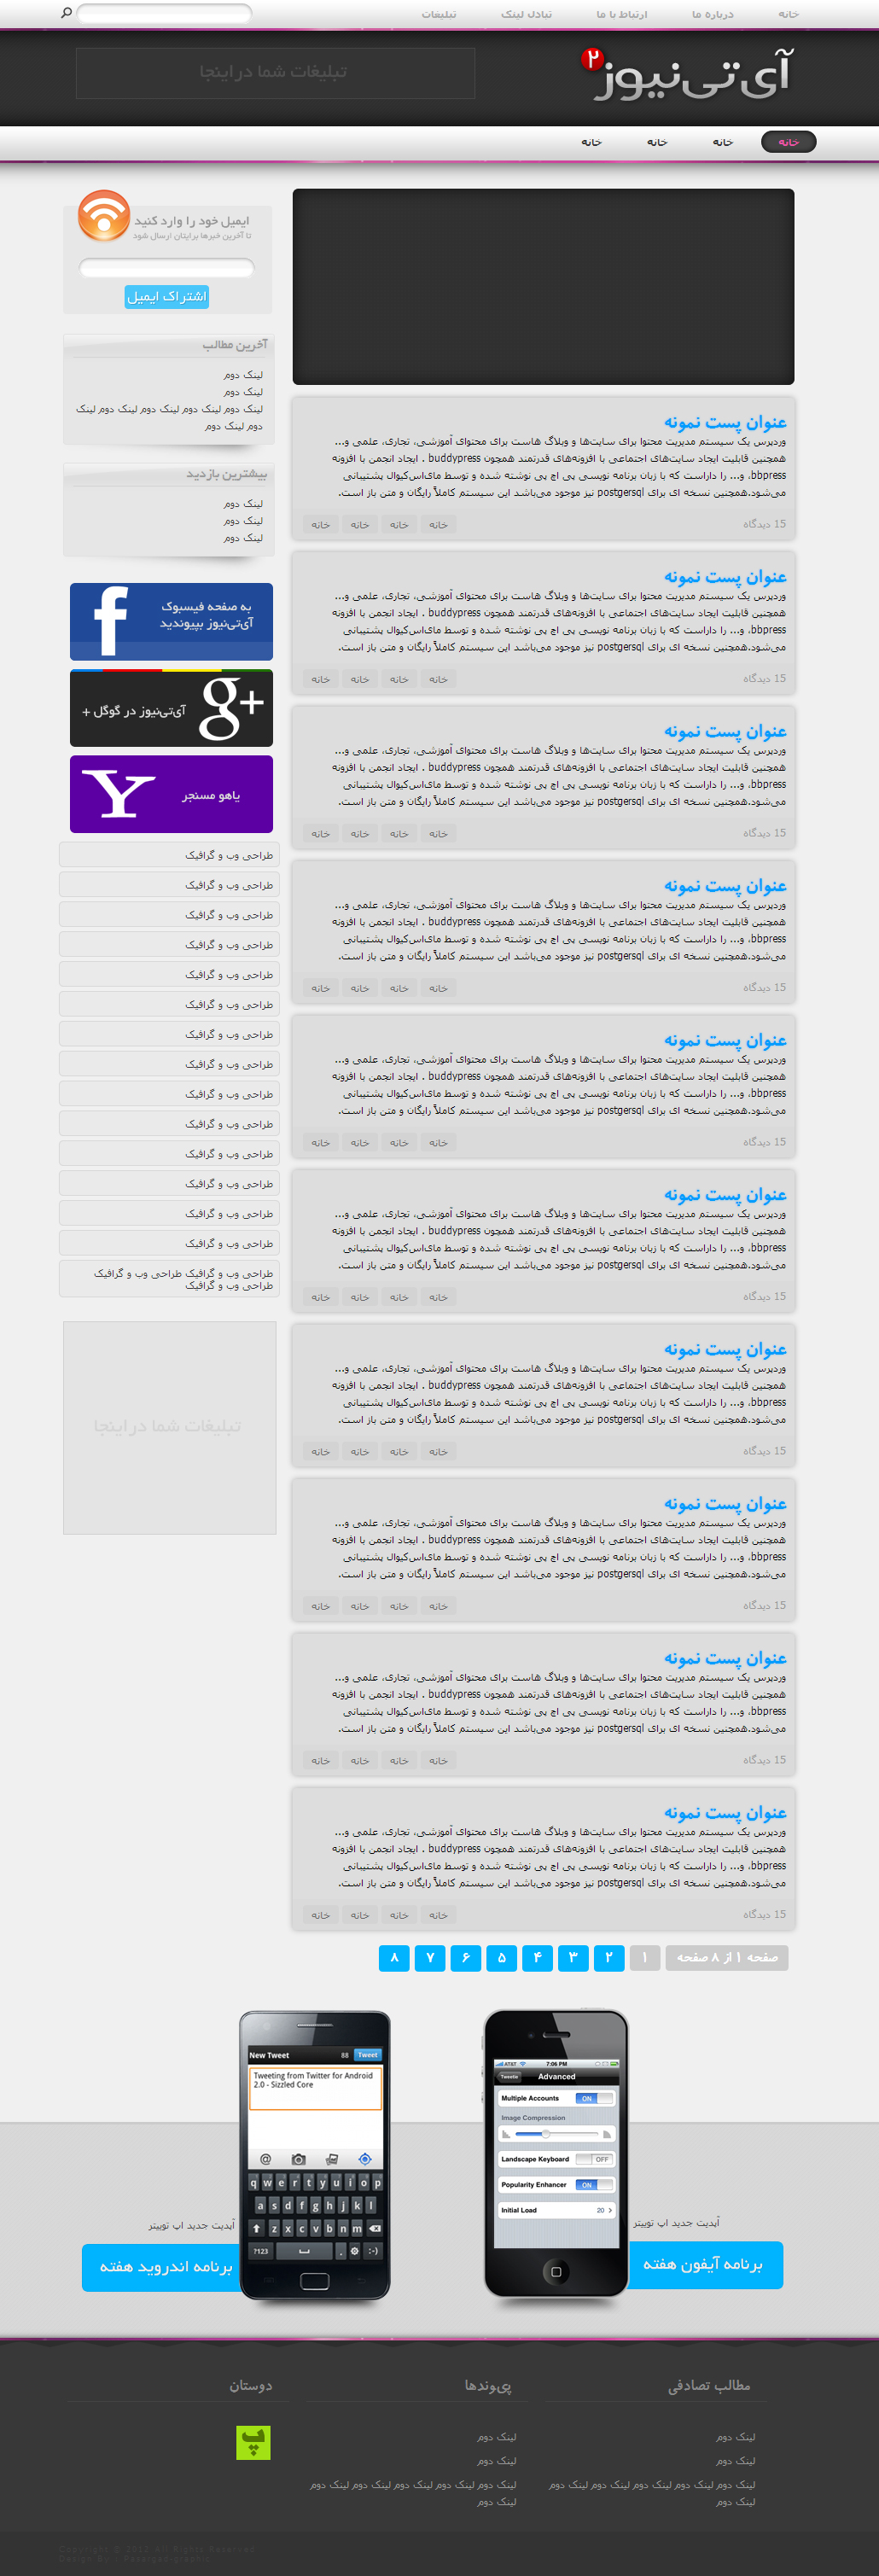 خانه
درباره ما
ارتباط با ما
تبادل لینک
تبلیغات
آی‌تی‌نیوز ۲
تبلیغات شما در اینجا
خانه
خانه
خانه
خانه
ایمیل خود را وارد کنید
تا آخرین خبرها برایتان ارسال شود
اشتراک ایمیل
آخرین مطالب
لینک دوم
لینک دوم
لینک دوم لینک دوم لینک دوم لینک دوم لینک
دوم لینک دوم
بیشترین بازدید
لینک دوم
لینک دوم
لینک دوم
به صفحه فیسبوک
آی‌تی‌نیوز بپیوندید
f
آی‌تی‌نیوز در گوگل +
g+
یاهو مسنجر
Y
طراحی وب و گرافیک
طراحی وب و گرافیک
طراحی وب و گرافیک
طراحی وب و گرافیک
طراحی وب و گرافیک
طراحی وب و گرافیک
طراحی وب و گرافیک
طراحی وب و گرافیک
طراحی وب و گرافیک
طراحی وب و گرافیک
طراحی وب و گرافیک
طراحی وب و گرافیک
طراحی وب و گرافیک
طراحی وب و گرافیک
طراحی وب و گرافیک طراحی وب و گرافیک
طراحی وب و گرافیک
تبلیغات شما در اینجا
عنوان پست نمونه
وردپرس یک سیستم مدیریت محتوا برای سایت‌ها و وبلاگ هاست برای محتوای آموزشی، تجاری، علمی و...
همچنین قابلیت ایجاد سایت‌های اجتماعی با افزونه‌های قدرتمند همچون buddypress . ایجاد انجمن با افزونه
bbpress، و... را داراست که با زبان برنامه نویسی پی اچ پی نوشته شده و توسط مای‌اس‌کیوال پشتیبانی
می‌شود.همچنین نسخه ای برای postgersql نیز موجود می‌باشد این سیستم کاملاً رایگان و متن باز است.
15 دیدگاه
خانه خانه خانه خانه
عنوان پست نمونه
وردپرس یک سیستم مدیریت محتوا برای سایت‌ها و وبلاگ هاست برای محتوای آموزشی، تجاری، علمی و...
همچنین قابلیت ایجاد سایت‌های اجتماعی با افزونه‌های قدرتمند همچون buddypress . ایجاد انجمن با افزونه
bbpress، و... را داراست که با زبان برنامه نویسی پی اچ پی نوشته شده و توسط مای‌اس‌کیوال پشتیبانی
می‌شود.همچنین نسخه ای برای postgersql نیز موجود می‌باشد این سیستم کاملاً رایگان و متن باز است.
15 دیدگاه
خانه خانه خانه خانه
عنوان پست نمونه
وردپرس یک سیستم مدیریت محتوا برای سایت‌ها و وبلاگ هاست برای محتوای آموزشی، تجاری، علمی و...
همچنین قابلیت ایجاد سایت‌های اجتماعی با افزونه‌های قدرتمند همچون buddypress . ایجاد انجمن با افزونه
bbpress، و... را داراست که با زبان برنامه نویسی پی اچ پی نوشته شده و توسط مای‌اس‌کیوال پشتیبانی
می‌شود.همچنین نسخه ای برای postgersql نیز موجود می‌باشد این سیستم کاملاً رایگان و متن باز است.
15 دیدگاه
خانه خانه خانه خانه
عنوان پست نمونه
وردپرس یک سیستم مدیریت محتوا برای سایت‌ها و وبلاگ هاست برای محتوای آموزشی، تجاری، علمی و...
همچنین قابلیت ایجاد سایت‌های اجتماعی با افزونه‌های قدرتمند همچون buddypress . ایجاد انجمن با افزونه
bbpress، و... را داراست که با زبان برنامه نویسی پی اچ پی نوشته شده و توسط مای‌اس‌کیوال پشتیبانی
می‌شود.همچنین نسخه ای برای postgersql نیز موجود می‌باشد این سیستم کاملاً رایگان و متن باز است.
15 دیدگاه
خانه خانه خانه خانه
عنوان پست نمونه
وردپرس یک سیستم مدیریت محتوا برای سایت‌ها و وبلاگ هاست برای محتوای آموزشی، تجاری، علمی و...
همچنین قابلیت ایجاد سایت‌های اجتماعی با افزونه‌های قدرتمند همچون buddypress . ایجاد انجمن با افزونه
bbpress، و... را داراست که با زبان برنامه نویسی پی اچ پی نوشته شده و توسط مای‌اس‌کیوال پشتیبانی
می‌شود.همچنین نسخه ای برای postgersql نیز موجود می‌باشد این سیستم کاملاً رایگان و متن باز است.
15 دیدگاه
خانه خانه خانه خانه
عنوان پست نمونه
وردپرس یک سیستم مدیریت محتوا برای سایت‌ها و وبلاگ هاست برای محتوای آموزشی، تجاری، علمی و...
همچنین قابلیت ایجاد سایت‌های اجتماعی با افزونه‌های قدرتمند همچون buddypress . ایجاد انجمن با افزونه
bbpress، و... را داراست که با زبان برنامه نویسی پی اچ پی نوشته شده و توسط مای‌اس‌کیوال پشتیبانی
می‌شود.همچنین نسخه ای برای postgersql نیز موجود می‌باشد این سیستم کاملاً رایگان و متن باز است.
15 دیدگاه
خانه خانه خانه خانه
عنوان پست نمونه
وردپرس یک سیستم مدیریت محتوا برای سایت‌ها و وبلاگ هاست برای محتوای آموزشی، تجاری، علمی و...
همچنین قابلیت ایجاد سایت‌های اجتماعی با افزونه‌های قدرتمند همچون buddypress . ایجاد انجمن با افزونه
bbpress، و... را داراست که با زبان برنامه نویسی پی اچ پی نوشته شده و توسط مای‌اس‌کیوال پشتیبانی
می‌شود.همچنین نسخه ای برای postgersql نیز موجود می‌باشد این سیستم کاملاً رایگان و متن باز است.
15 دیدگاه
خانه خانه خانه خانه
عنوان پست نمونه
وردپرس یک سیستم مدیریت محتوا برای سایت‌ها و وبلاگ هاست برای محتوای آموزشی، تجاری، علمی و...
همچنین قابلیت ایجاد سایت‌های اجتماعی با افزونه‌های قدرتمند همچون buddypress . ایجاد انجمن با افزونه
bbpress، و... را داراست که با زبان برنامه نویسی پی اچ پی نوشته شده و توسط مای‌اس‌کیوال پشتیبانی
می‌شود.همچنین نسخه ای برای postgersql نیز موجود می‌باشد این سیستم کاملاً رایگان و متن باز است.
15 دیدگاه
خانه خانه خانه خانه
عنوان پست نمونه
وردپرس یک سیستم مدیریت محتوا برای سایت‌ها و وبلاگ هاست برای محتوای آموزشی، تجاری، علمی و...
همچنین قابلیت ایجاد سایت‌های اجتماعی با افزونه‌های قدرتمند همچون buddypress . ایجاد انجمن با افزونه
bbpress، و... را داراست که با زبان برنامه نویسی پی اچ پی نوشته شده و توسط مای‌اس‌کیوال پشتیبانی
می‌شود.همچنین نسخه ای برای postgersql نیز موجود می‌باشد این سیستم کاملاً رایگان و متن باز است.
15 دیدگاه
خانه خانه خانه خانه
عنوان پست نمونه
وردپرس یک سیستم مدیریت محتوا برای سایت‌ها و وبلاگ هاست برای محتوای آموزشی، تجاری، علمی و...
همچنین قابلیت ایجاد سایت‌های اجتماعی با افزونه‌های قدرتمند همچون buddypress . ایجاد انجمن با افزونه
bbpress، و... را داراست که با زبان برنامه نویسی پی اچ پی نوشته شده و توسط مای‌اس‌کیوال پشتیبانی
می‌شود.همچنین نسخه ای برای postgersql نیز موجود می‌باشد این سیستم کاملاً رایگان و متن باز است.
15 دیدگاه
خانه خانه خانه خانه
صفحه ۱ از ۸ صفحه ۱ ۲ ۳ ۴ ۵ ۶ ۷ ۸
AT&T 7:06 PM
Tweetie Advanced
Multiple Accounts ON
Image Compression
Landscape Keyboard OFF
Popularity Enhancer ON
Initial Load 20
آپدیت جدید اپ توییتر
برنامه آیفون هفته
New Tweet 88 Tweet
Tweeting from Twitter for Android
2.0 - Sizzled Core
q w e r t y u i o p
a s d f g h j k l
z x c v b n m
?123 . :-)
آپدیت جدید اپ توییتر
برنامه اندروید هفته
مطالب تصادفی
لینک دوم
لینک دوم
لینک دوم لینک دوم لینک دوم لینک دوم لینک دوم
لینک دوم
پیوندها
لینک دوم
لینک دوم
لینک دوم لینک دوم لینک دوم لینک دوم لینک دوم
لینک دوم
دوستان
پ
Copyright © 2012 All Rights Reserved
Design By :